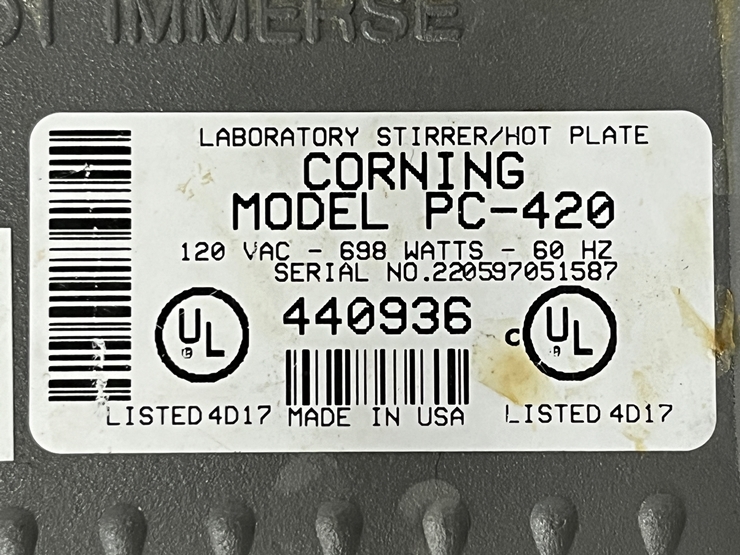 IMMERSE
LABORATORY STIRRER/HOT PLATE
CORNING
MODEL PC-420
120 VAC - 698 WATTS - 60 HZ
SERIAL NO.220597051587
UL
440936
C UL
LISTED 4D17
MADE IN USA
LISTED 4D17